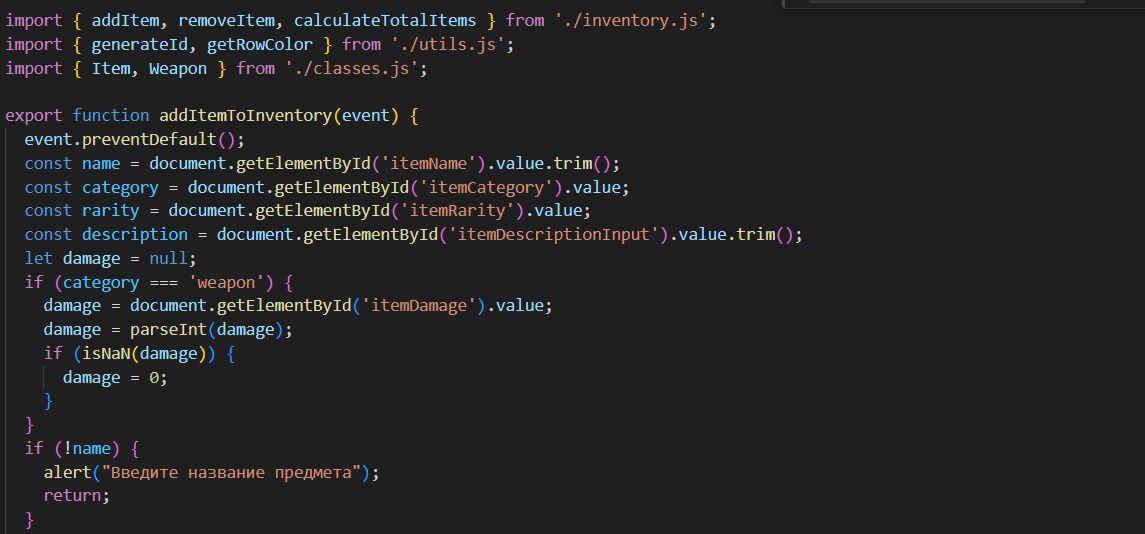 import { addItem, removeItem, calculateTotalItems } from './inventory.js';
import { generateId, getRowColor } from './utils.js';
import { Item, Weapon } from './classes.js';
export function addItemToInventory(event) {
event.preventDefault();
const name = document.getElementById('itemName').value.trim();
const category = document.getElementById('itemCategory').value;
const rarity = document.getElementById('itemRarity').value;
const description = document.getElementById('itemDescriptionInput').value.trim();
let damage = null;
if (category === 'weapon') {
damage = document.getElementById('itemDamage').value;
damage = parseInt(damage);
if (isNaN(damage)) {
damage = 0;
}
}
if (!name) {
alert("Введите название предмета");
return;
}